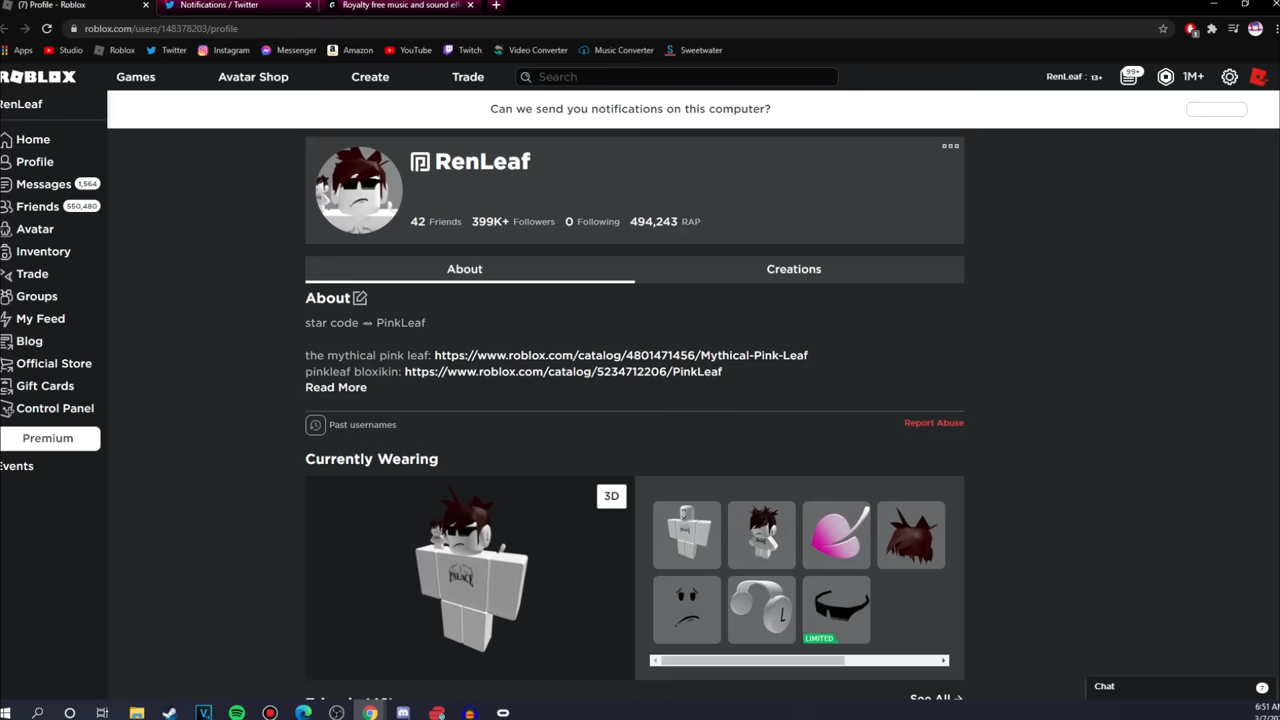 (7) Profile - Roblox
Notifications / Twitter
Royalty free music and sound eff
roblox.com/users/148378203/profile
Apps Studio Roblox Twitter Instagram Messenger Amazon YouTube Twitch Video Converter Music Converter Sweetwater
ROBLOX Games Avatar Shop Create Trade Search RenLeaf : 13+ 99+ 1M+
RenLeaf
Can we send you notifications on this computer?
Home
Profile
Messages 1,564
Friends 550,480
Avatar
Inventory
Trade
Groups
My Feed
Blog
Official Store
Gift Cards
Control Panel
Premium
Events
RenLeaf
42 Friends 399K+ Followers 0 Following 494,243 RAP
About Creations
About
star code PinkLeaf
the mythical pink leaf: https://www.roblox.com/catalog/4801471456/Mythical-Pink-Leaf
pinkleaf bloxikin: https://www.roblox.com/catalog/5234712206/PinkLeaf
Read More
Past usernames Report Abuse
Currently Wearing
3D
PALACE
LIMITED
See All
Chat 7
6:51 A